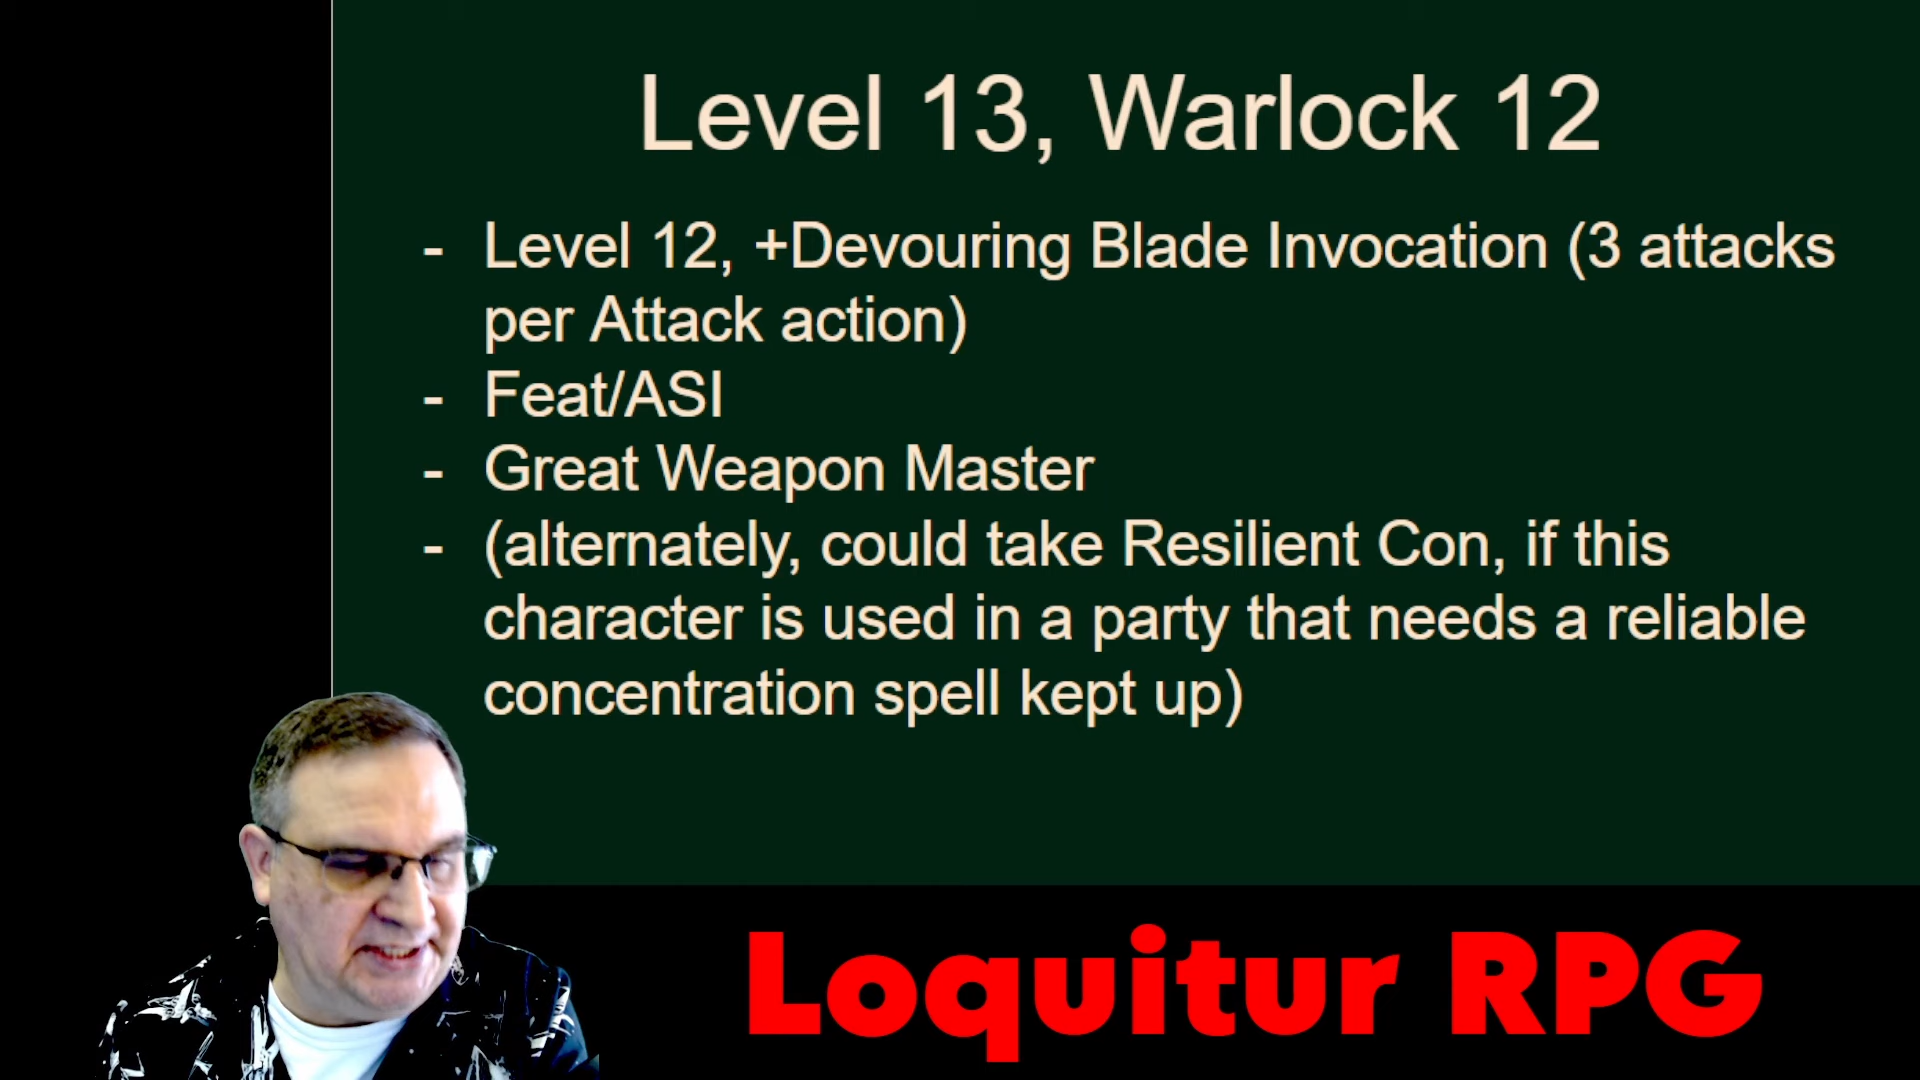 Level 13, Warlock 12
- Level 12, +Devouring Blade Invocation (3 attacks
per Attack action)
- Feat/ASI
- Great Weapon Master
- (alternately, could take Resilient Con, if this
character is used in a party that needs a reliable
concentration spell kept up)
Loquitur RPG